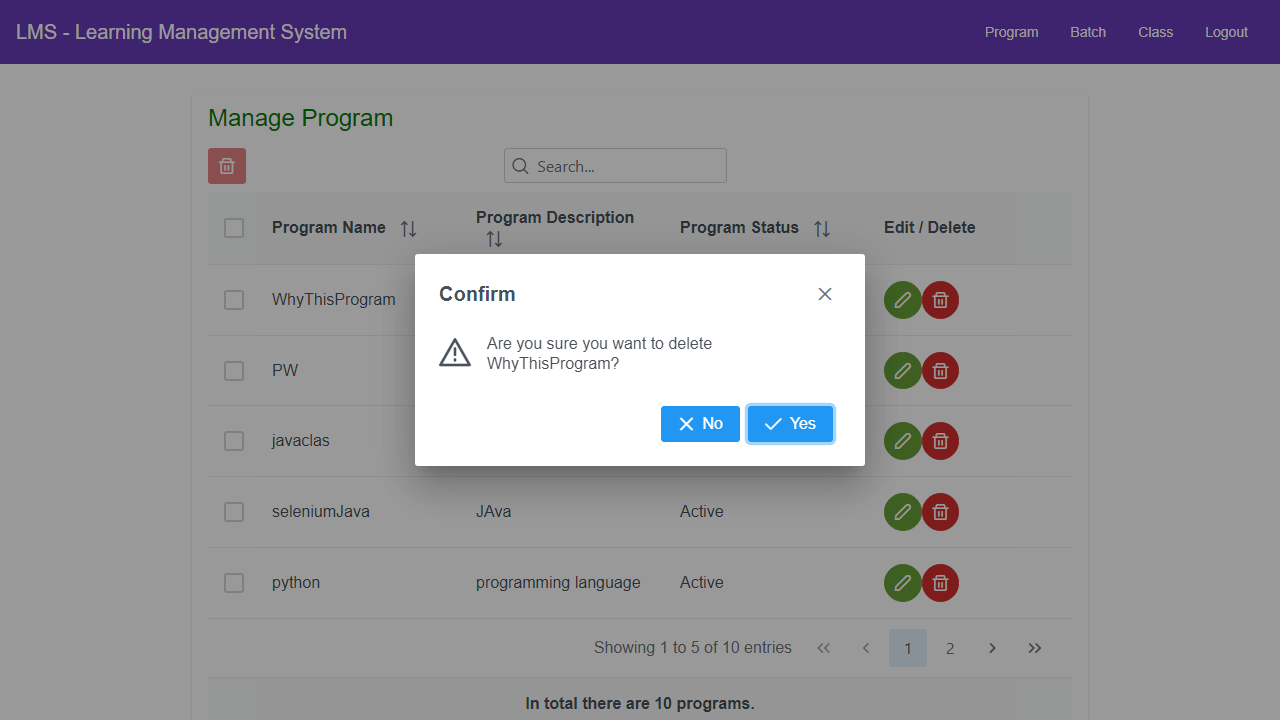 LMS - Learning Management System
Program Batch Class Logout
Manage Program
Search...
Program Name Program Description Program Status Edit / Delete
WhyThisProgram
Confirm
Are you sure you want to delete
WhyThisProgram?
No Yes
PW
javaclas
seleniumJava JAva Active
python programming language Active
Showing 1 to 5 of 10 entries 1 2
In total there are 10 programs.